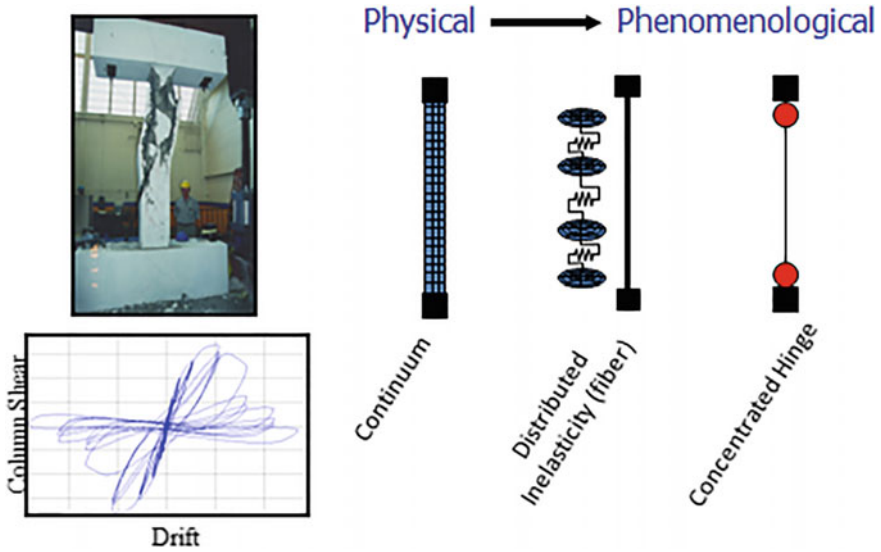 Physical Phenomenological
Column Shear
Drift
Continuum
Distributed
Inelasticity (fiber)
Concentrated Hinge